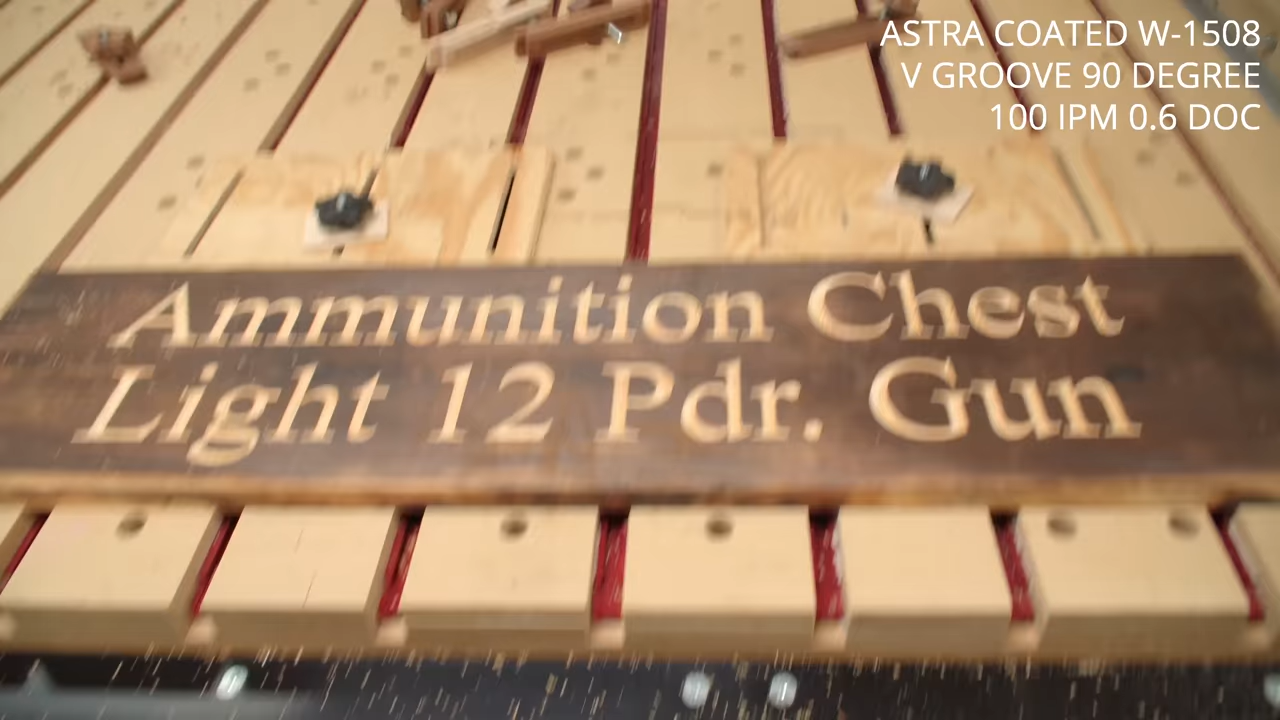 ASTRA COATED W-1508
V GROOVE 90 DEGREE
100 IPM 0.6 DOC
Ammunition Chest
Light 12 Pdr. Gun